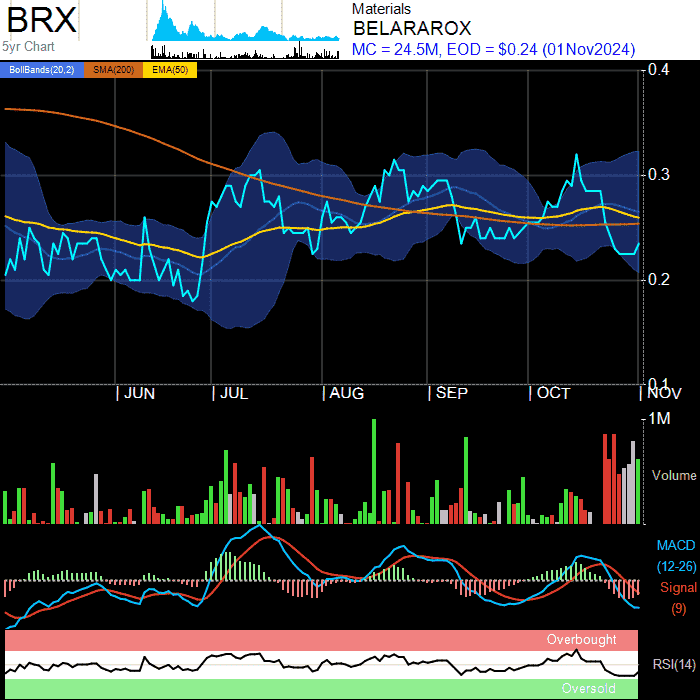 BRX
5yr Chart
Materials
BELARAROX
MC = 24.5M, EOD = $0.24 (01Nov2024)
BollBands(20,2) SMA(200) EMA(50)
0.4
0.3
0.2
0.1
JUN JUL AUG SEP OCT NOV
1M
Volume
MACD
(12-26)
Signal
(9)
Overbought
RSI(14)
Oversold